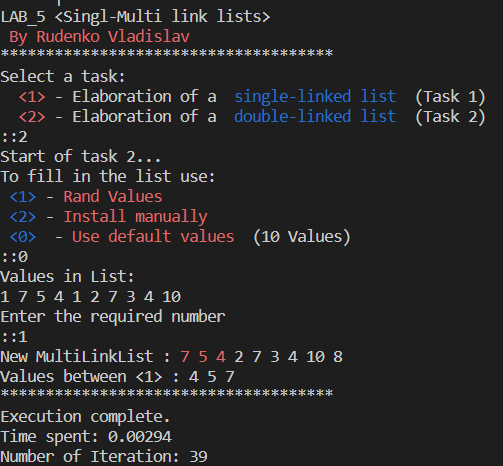 LAB_5 <Singl-Multi link lists>
By Rudenko Vladislav
************************************
Select a task:
<1> - Elaboration of a single-linked list (Task 1)
<2> - Elaboration of a double-linked list (Task 2)
::2
Start of task 2...
To fill in the list use:
<1> - Rand Values
<2> - Install manually
<0> - Use default values (10 Values)
::0
Values in List:
1 7 5 4 1 2 7 3 4 10
Enter the required number
::1
New MultiLinkList : 7 5 4 2 7 3 4 10 8
Values between <1> : 4 5 7
************************************
Execution complete.
Time spent: 0.00294
Number of Iteration: 39